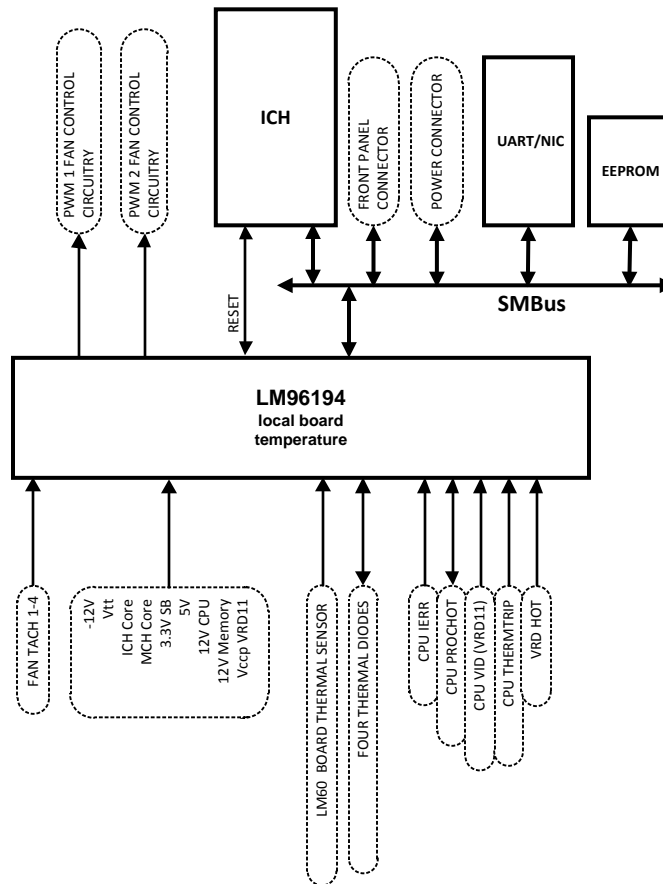 PWM 1 FAN CONTROL
CIRCUITRY
PWM 2 FAN CONTROL
CIRCUITRY
ICH
FRONT PANEL
CONNECTOR
POWER CONNECTOR
UART/NIC
EEPROM
RESET
SMBus
LM96194
local board
temperature
FAN TACH 1-4
-12V
Vtt
ICH Core
MCH Core
3.3V SB
5V
12V CPU
12V Memory
Vccp VRD11
LM60 BOARD THERMAL SENSOR
FOUR THERMAL DIODES
CPU IERR
CPU PROCHOT
CPU VID (VRD11)
CPU THERMTRIP
VRD HOT